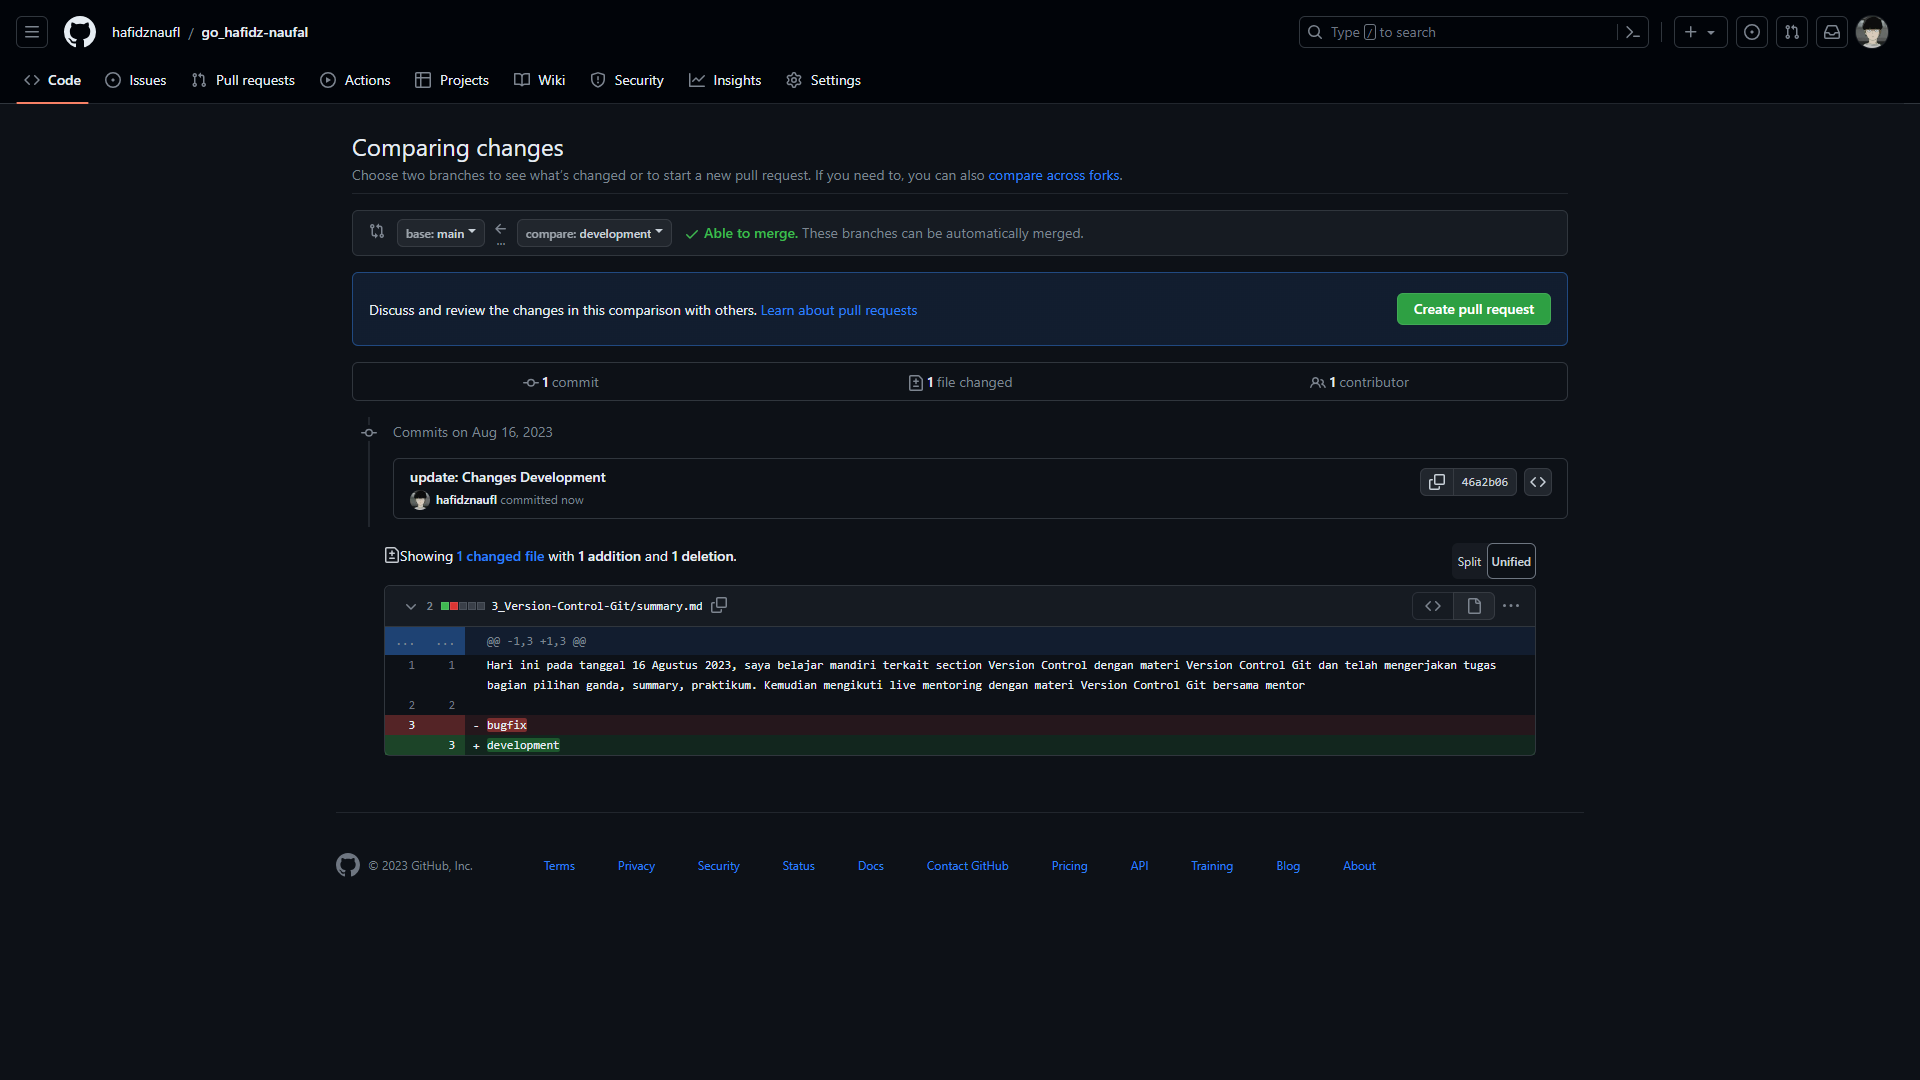 hafidznaufl / go_hafidz-naufal
Type / to search
Code Issues Pull requests Actions Projects Wiki Security Insights Settings
Comparing changes
Choose two branches to see what's changed or to start a new pull request. If you need to, you can also compare across forks.
base: main ← compare: development Able to merge. These branches can be automatically merged.
...
Discuss and review the changes in this comparison with others. Learn about pull requests
Create pull request
1 commit 1 file changed 1 contributor
Commits on Aug 16, 2023
update: Changes Development
hafidznaufl committed now
46a2b06
Showing 1 changed file with 1 addition and 1 deletion.
Split Unified
2 3_Version-Control-Git/summary.md
... ... @@ -1,3 +1,3 @@
1 1 Hari ini pada tanggal 16 Agustus 2023, saya belajar mandiri terkait section Version Control dengan materi Version Control Git dan telah mengerjakan tugas
bagian pilihan ganda, summary, praktikum. Kemudian mengikuti live mentoring dengan materi Version Control Git bersama mentor
2 2
3 - bugfix
3 + development
© 2023 GitHub, Inc. Terms Privacy Security Status Docs Contact GitHub Pricing API Training Blog About